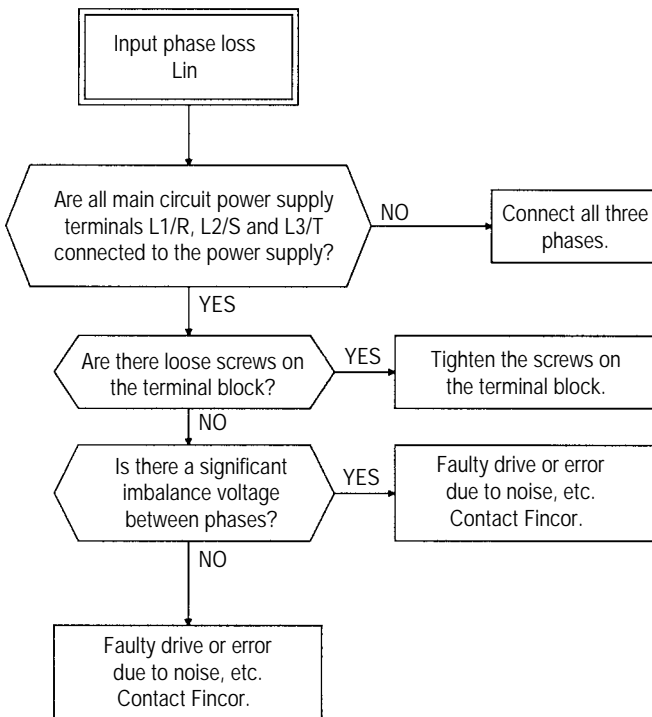 Input phase loss
Lin
Are all main circuit power supply
terminals L1/R, L2/S and L3/T
connected to the power supply?
NO
Connect all three
phases.
YES
Are there loose screws on
the terminal block?
YES
Tighten the screws on
the terminal block.
NO
Is there a significant
imbalance voltage
between phases?
YES
Faulty drive or error
due to noise, etc.
Contact Fincor.
NO
Faulty drive or error
due to noise, etc.
Contact Fincor.